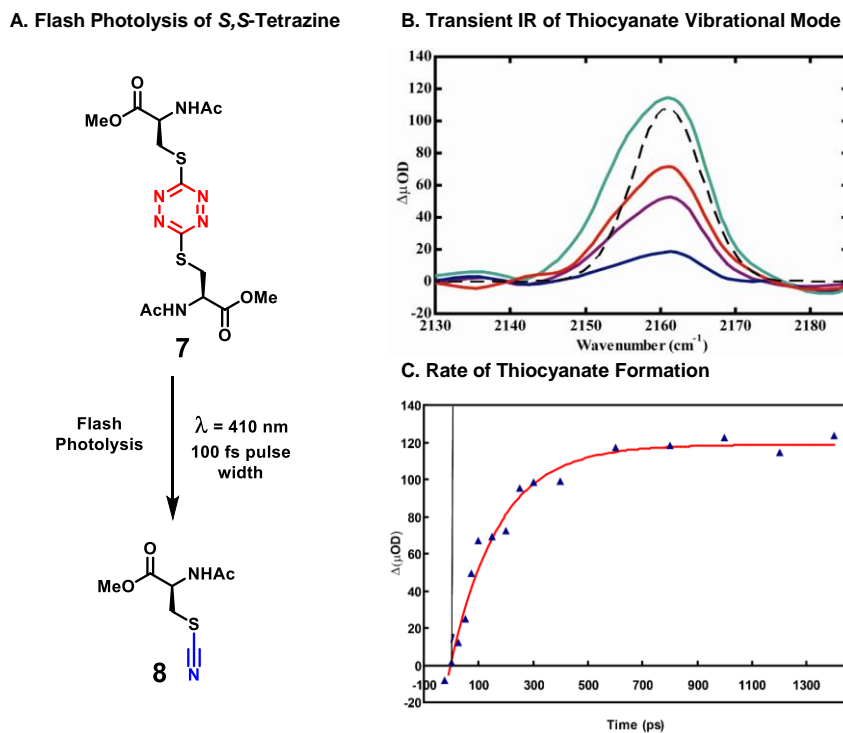 A. Flash Photolysis of S,S-Tetrazine
O
MeO
NHAc
S
N N
N N
S
AcHN
OMe
O
7
Flash
Photolysis
λ = 410 nm
100 fs pulse
width
O
MeO
NHAc
S
8
N
B. Transient IR of Thiocyanate Vibrational Mode
140
120
100
80
60
40
20
0
-20
ΔμOD
2130 2140 2150 2160 2170 2180
Wavenumber (cm⁻¹)
C. Rate of Thiocyanate Formation
140
120
100
80
60
40
20
0
-20
Δ(μOD)
-100 100 300 500 700 900 1100 1300
Time (ps)